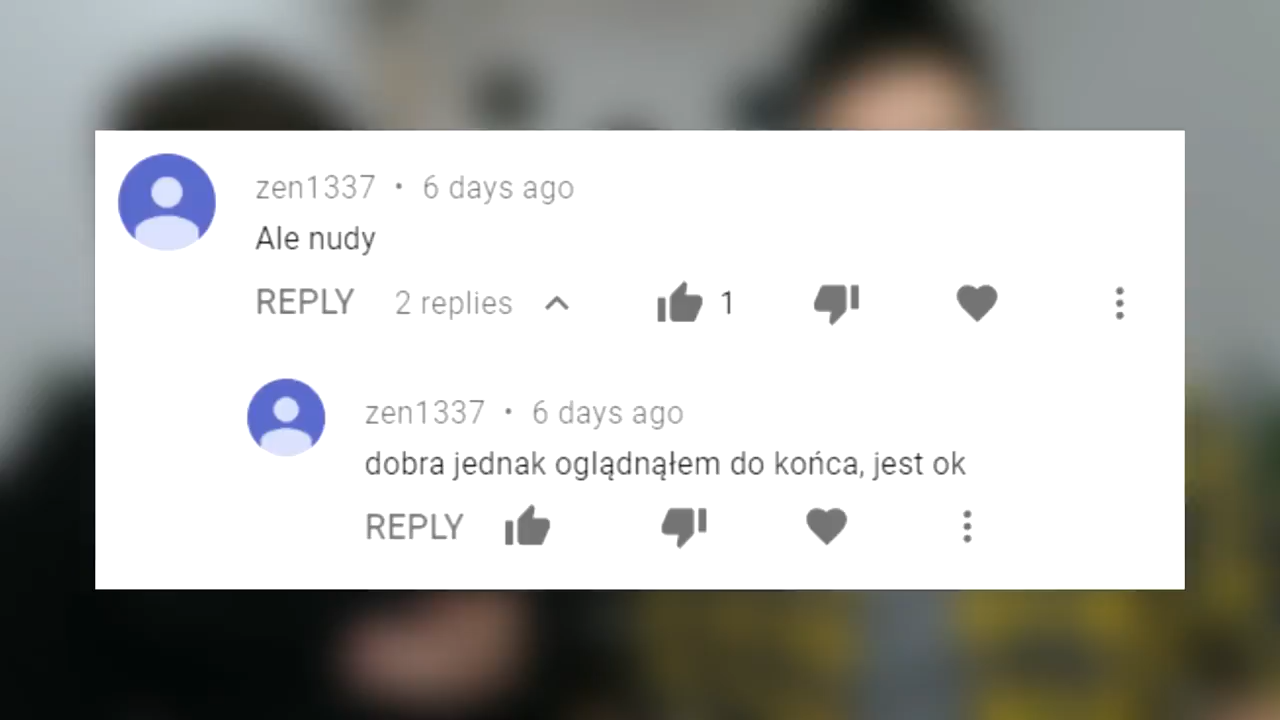 zen1337 • 6 days ago
Ale nudy
REPLY 2 replies 1
zen1337 • 6 days ago
dobra jednak oglądnąłem do końca, jest ok
REPLY